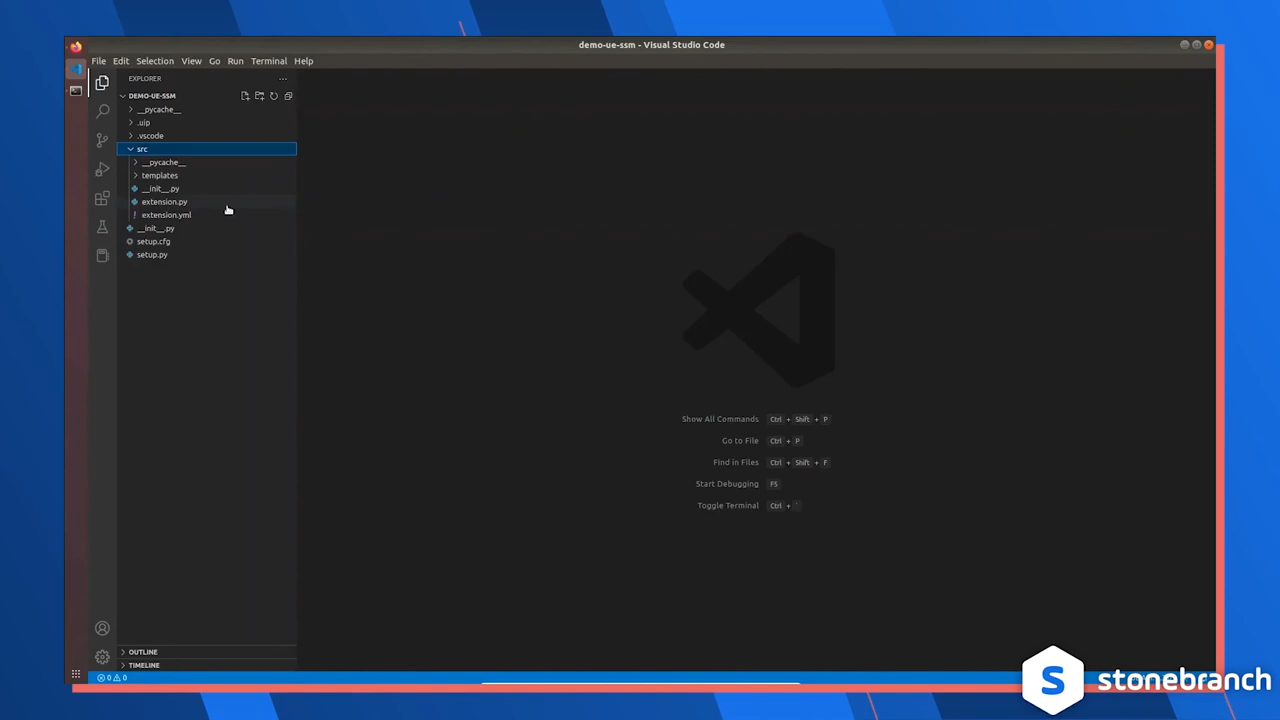 demo-ue-ssm - Visual Studio Code
File Edit Selection View Go Run Terminal Help
EXPLORER
DEMO-UE-SSM
__pycache__
.uip
.vscode
src
__pycache__
templates
__init__.py
extension.py
extension.yml
__init__.py
setup.cfg
setup.py
Show All Commands Ctrl + Shift + P
Go to File Ctrl + P
Find in Files Ctrl + Shift + F
Start Debugging F5
Toggle Terminal Ctrl + `
OUTLINE
TIMELINE
0 0
S stonebranch